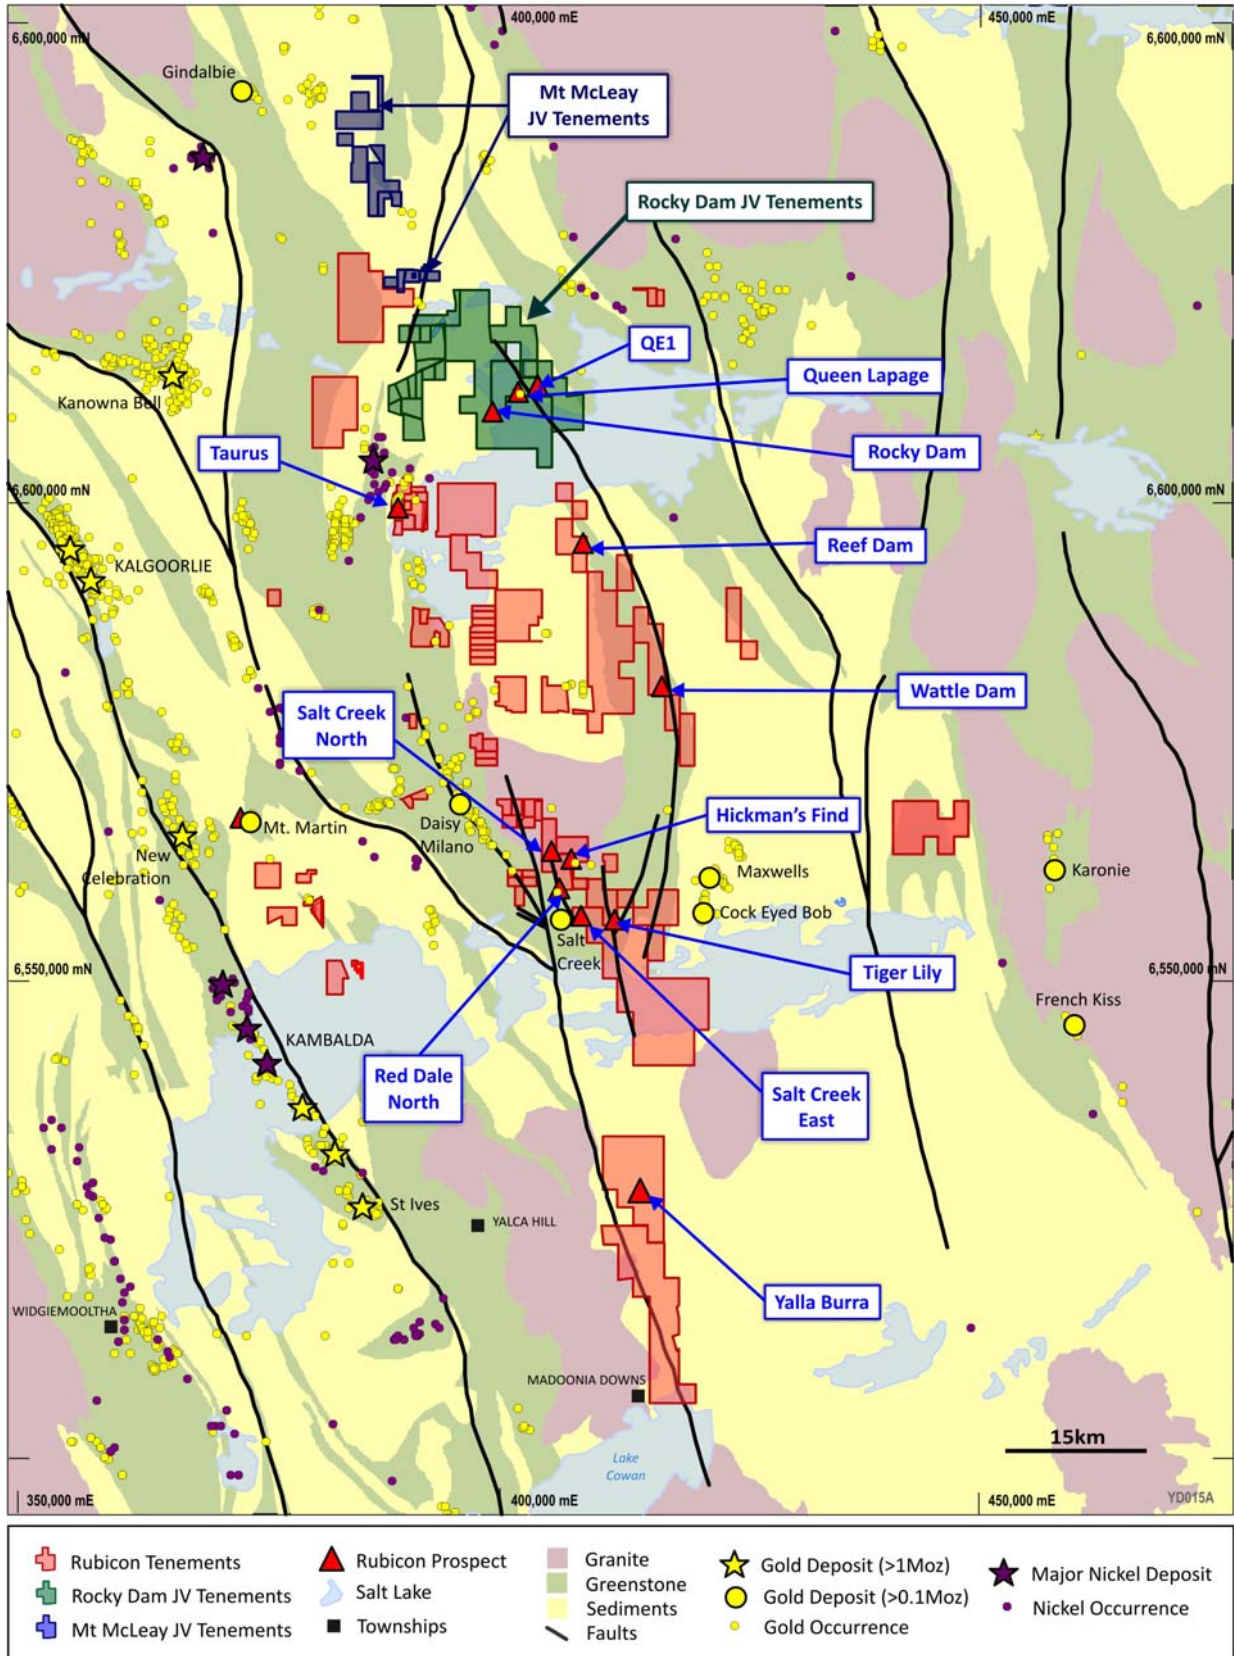 400,000 mE
450,000 mE
6,600,000 mN
6,600,000 mN
Gindalbie
Mt McLeay
JV Tenements
Rocky Dam JV Tenements
QE1
Queen Lapage
Kanowna Bell
Rocky Dam
Taurus
6,600,000 mN
6,600,000 mN
Reef Dam
KALGOORLIE
Wattle Dam
Salt Creek
North
Hickman's Find
Mt. Martin
Daisy
Milano
New
Celebration
Maxwells
Karonie
Cock Eyed Bob
Salt
Creek
Tiger Lily
6,550,000 mN
6,550,000 mN
French Kiss
KAMBALDA
Red Dale
North
Salt Creek
East
St Ives
YALCA HILL
Yalla Burra
WIDGIEMOOLTHA
MADOONIA DOWNS
15km
Lake
Cowan
350,000 mE
400,000 mE
450,000 mE
YD015A
Rubicon Tenements
Rocky Dam JV Tenements
Mt McLeay JV Tenements
Rubicon Prospect
Salt Lake
Townships
Granite
Greenstone
Sediments
Faults
Gold Deposit (>1Moz)
Gold Deposit (>0.1Moz)
Gold Occurrence
Major Nickel Deposit
Nickel Occurrence